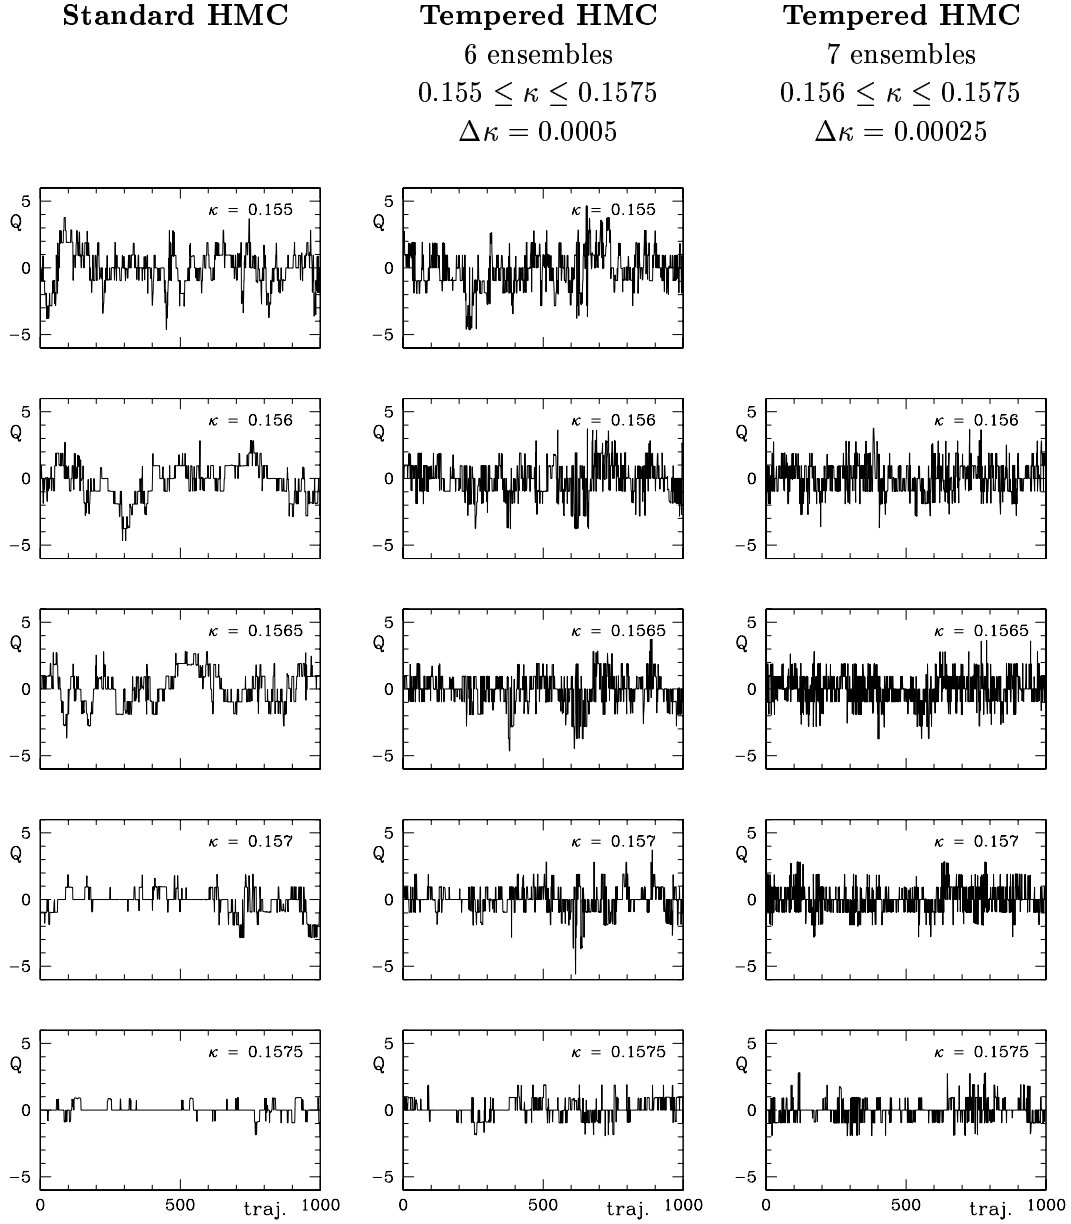 Standard HMC
Tempered HMC
6 ensembles
0.155 ≤ κ ≤ 0.1575
Δκ = 0.0005
Tempered HMC
7 ensembles
0.156 ≤ κ ≤ 0.1575
Δκ = 0.00025
5
Q
0
−5
κ = 0.155
5
Q
0
−5
κ = 0.155
5
Q
0
−5
κ = 0.156
5
Q
0
−5
κ = 0.156
5
Q
0
−5
κ = 0.156
5
Q
0
−5
κ = 0.1565
5
Q
0
−5
κ = 0.1565
5
Q
0
−5
κ = 0.1565
5
Q
0
−5
κ = 0.157
5
Q
0
−5
κ = 0.157
5
Q
0
−5
κ = 0.157
5
Q
0
−5
κ = 0.1575
0 500 traj. 1000
5
Q
0
−5
κ = 0.1575
0 500 traj. 1000
5
Q
0
−5
κ = 0.1575
0 500 traj. 1000